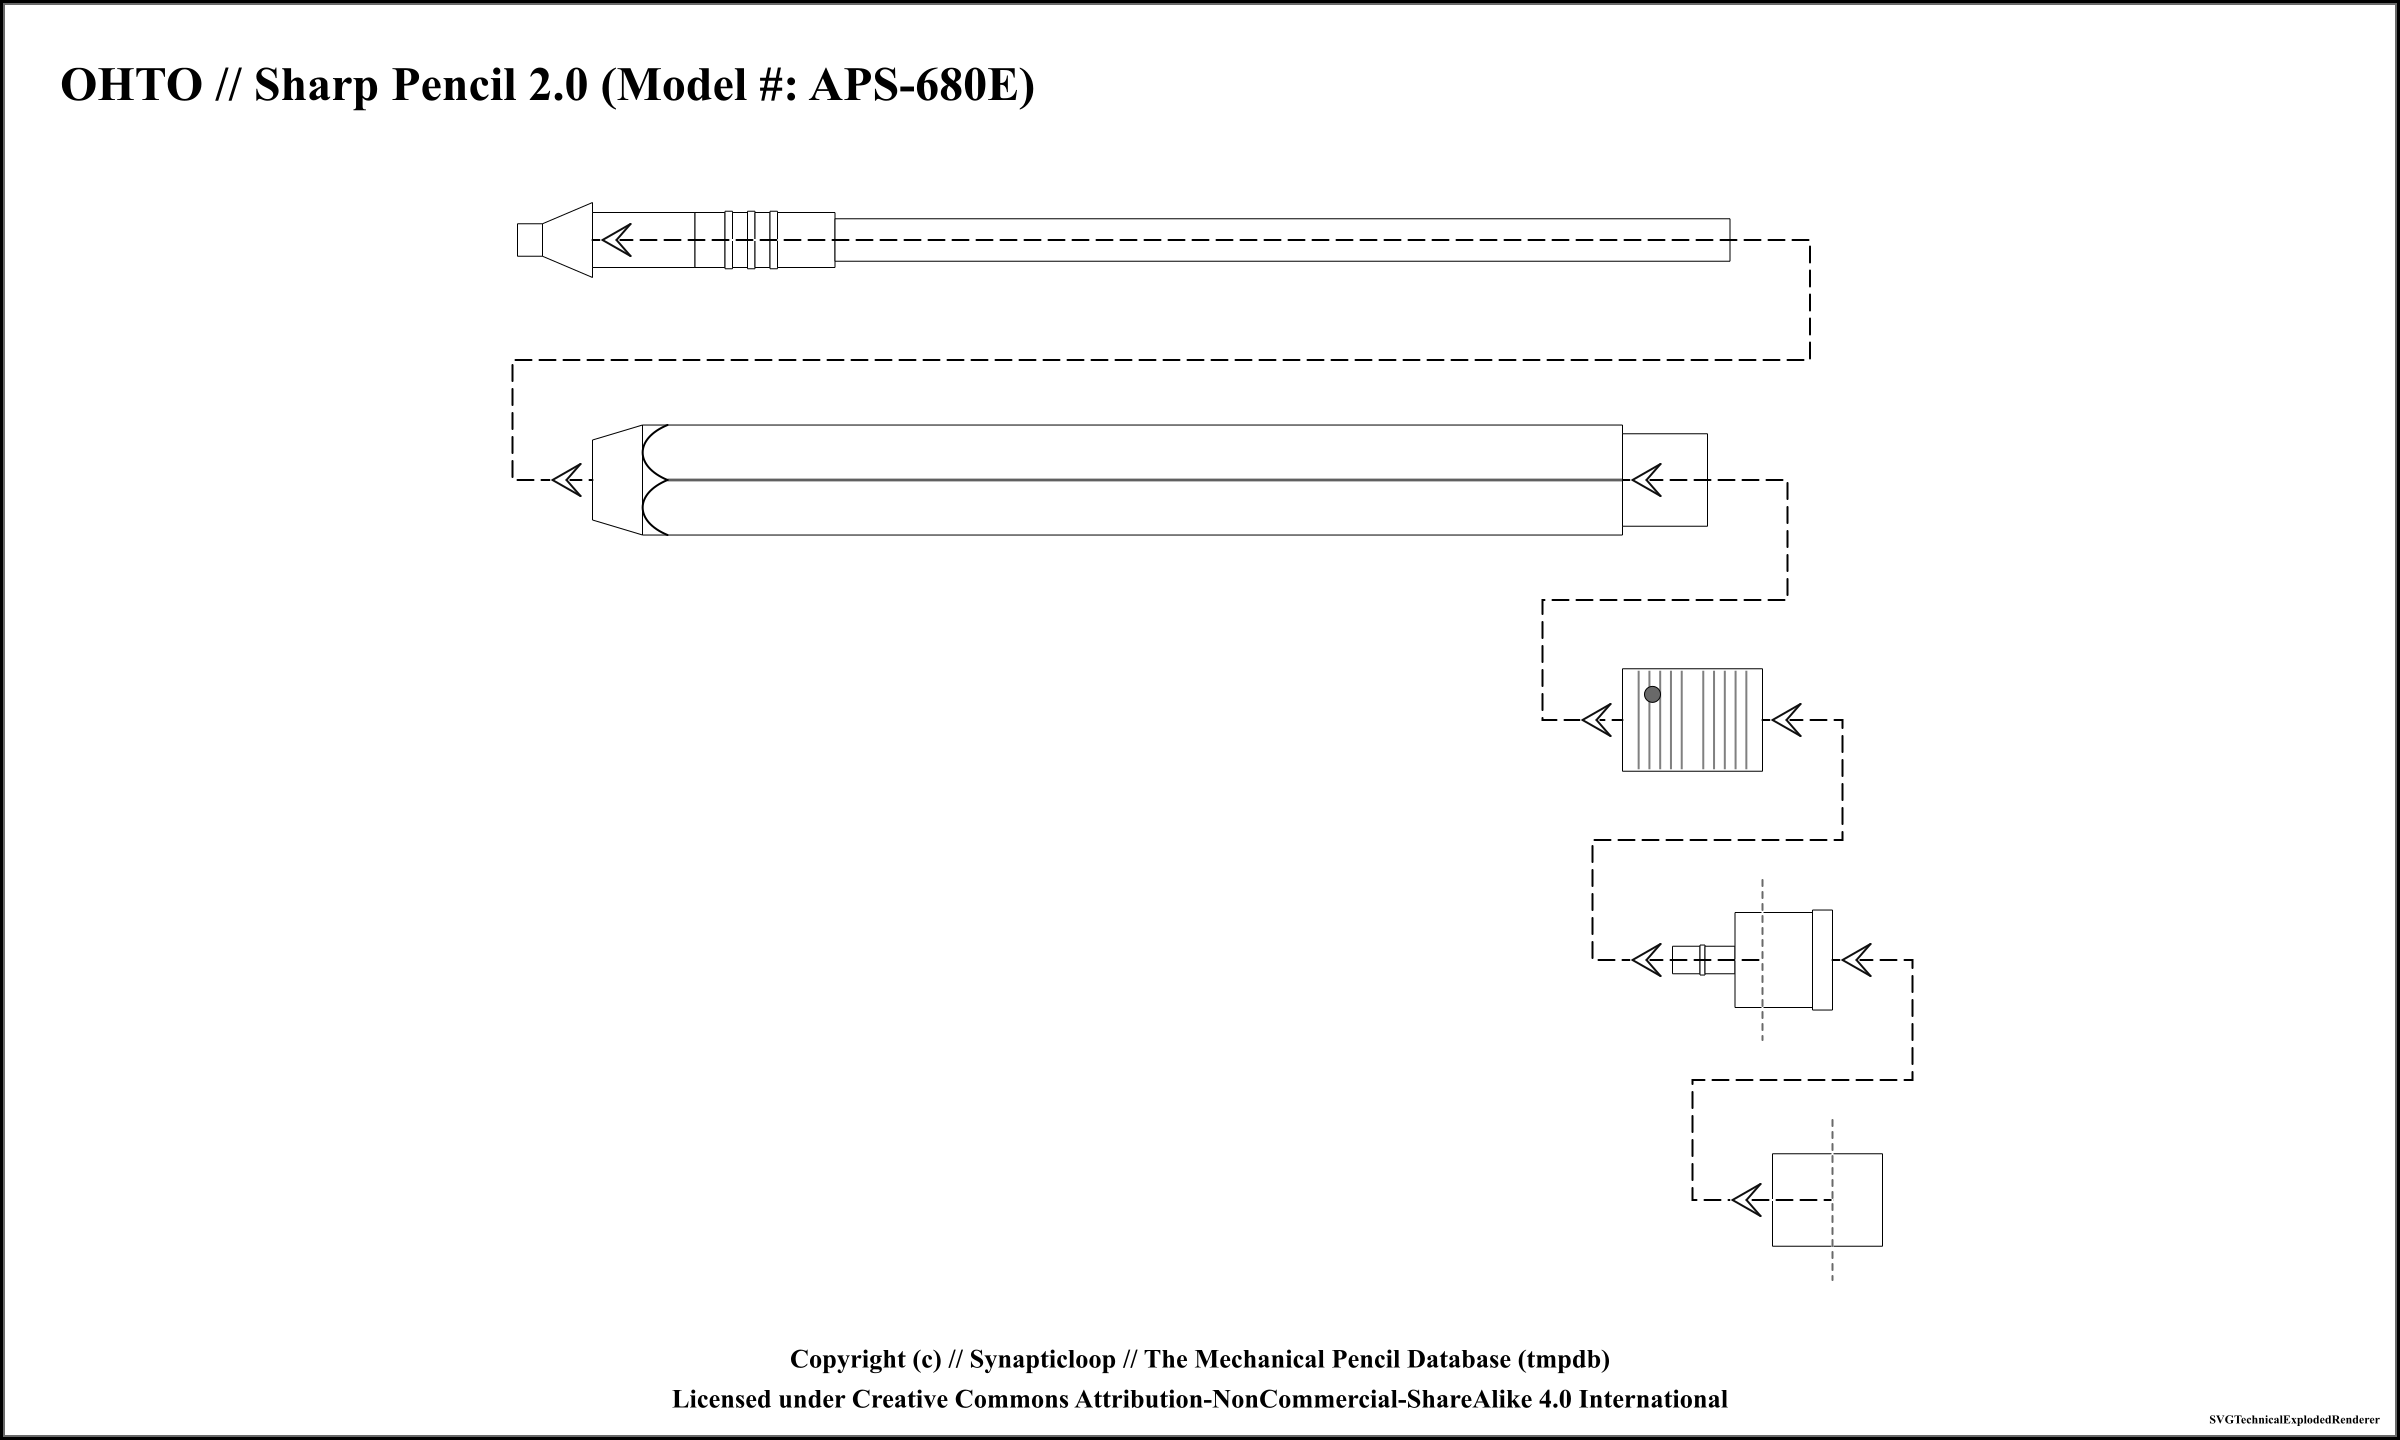 OHTO // Sharp Pencil 2.0 (Model #: APS-680E)
Copyright (c) // Synapticloop // The Mechanical Pencil Database (tmpdb)
Licensed under Creative Commons Attribution-NonCommercial-ShareAlike 4.0 International
SVGTechnicalExplodedRenderer